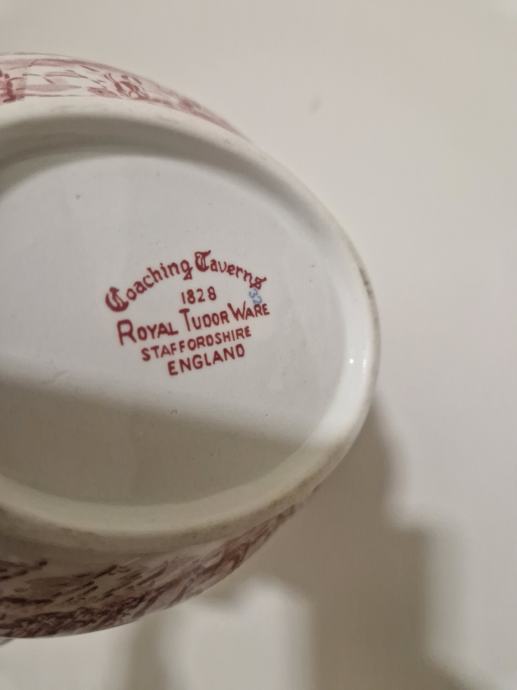 Coaching Taverns
1828
ROYAL TUDOR WARE
STAFFORDSHIRE
ENGLAND